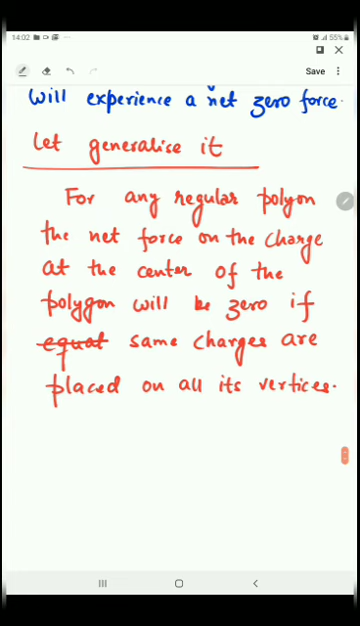 14:02
55%
Save
Will experience a net zero force.
Let generalise it
For any regular polyon
the net force on the charge
at the center of the
polygon will be zero if
equal same charges are
placed on all its vertices.